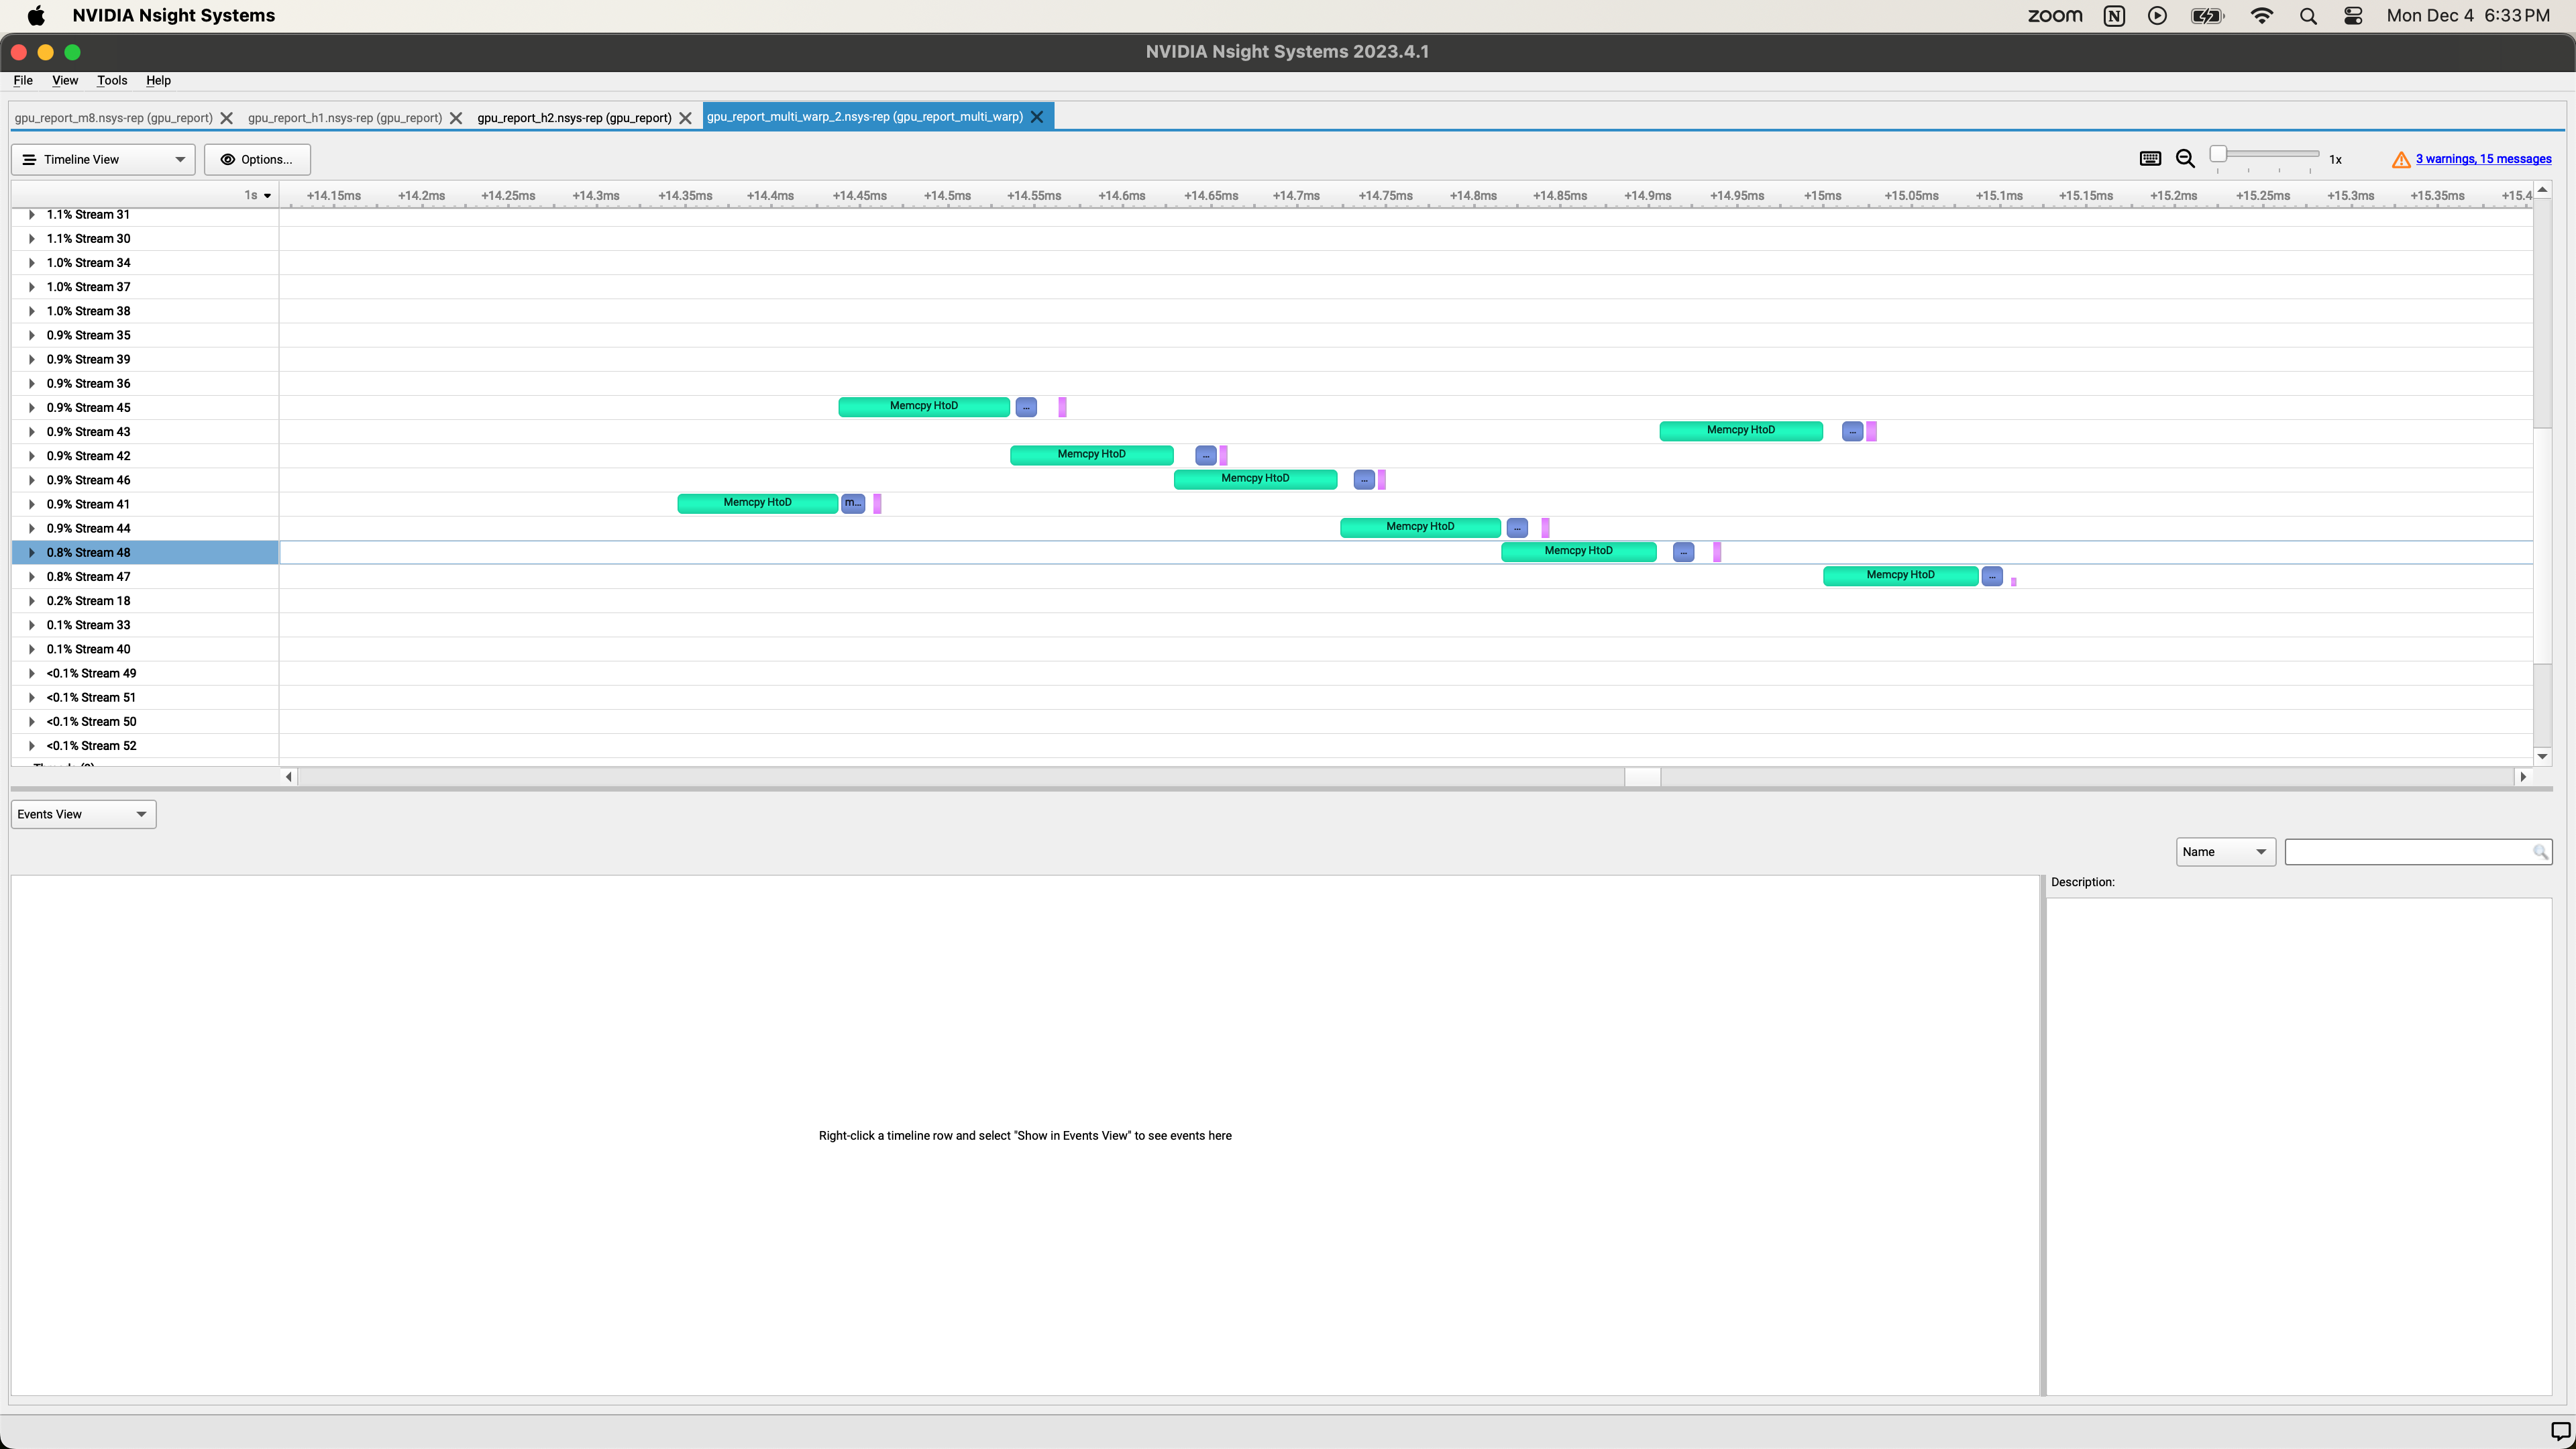 NVIDIA Nsight Systems
zoom
Mon Dec 4 6:33 PM
NVIDIA Nsight Systems 2023.4.1
File View Tools Help
gpu_report_m8.nsys-rep (gpu_report)
gpu_report_h1.nsys-rep (gpu_report)
gpu_report_h2.nsys-rep (gpu_report)
gpu_report_multi_warp_2.nsys-rep (gpu_report_multi_warp)
Timeline View
Options...
1x
3 warnings, 15 messages
1s
+14.15ms +14.2ms +14.25ms +14.3ms +14.35ms +14.4ms +14.45ms +14.5ms +14.55ms +14.6ms +14.65ms +14.7ms +14.75ms +14.8ms +14.85ms +14.9ms +14.95ms +15ms +15.05ms +15.1ms +15.15ms +15.2ms +15.25ms +15.3ms +15.35ms +15.4
1.1% Stream 31
1.1% Stream 30
1.0% Stream 34
1.0% Stream 37
1.0% Stream 38
0.9% Stream 35
0.9% Stream 39
0.9% Stream 36
0.9% Stream 45 Memcpy HtoD ...
0.9% Stream 43 Memcpy HtoD ...
0.9% Stream 42 Memcpy HtoD ...
0.9% Stream 46 Memcpy HtoD ...
0.9% Stream 41 Memcpy HtoD m...
0.9% Stream 44 Memcpy HtoD ...
0.8% Stream 48 Memcpy HtoD ...
0.8% Stream 47 Memcpy HtoD ...
0.2% Stream 18
0.1% Stream 33
0.1% Stream 40
<0.1% Stream 49
<0.1% Stream 51
<0.1% Stream 50
<0.1% Stream 52
Events View
Name
Description:
Right-click a timeline row and select "Show in Events View" to see events here